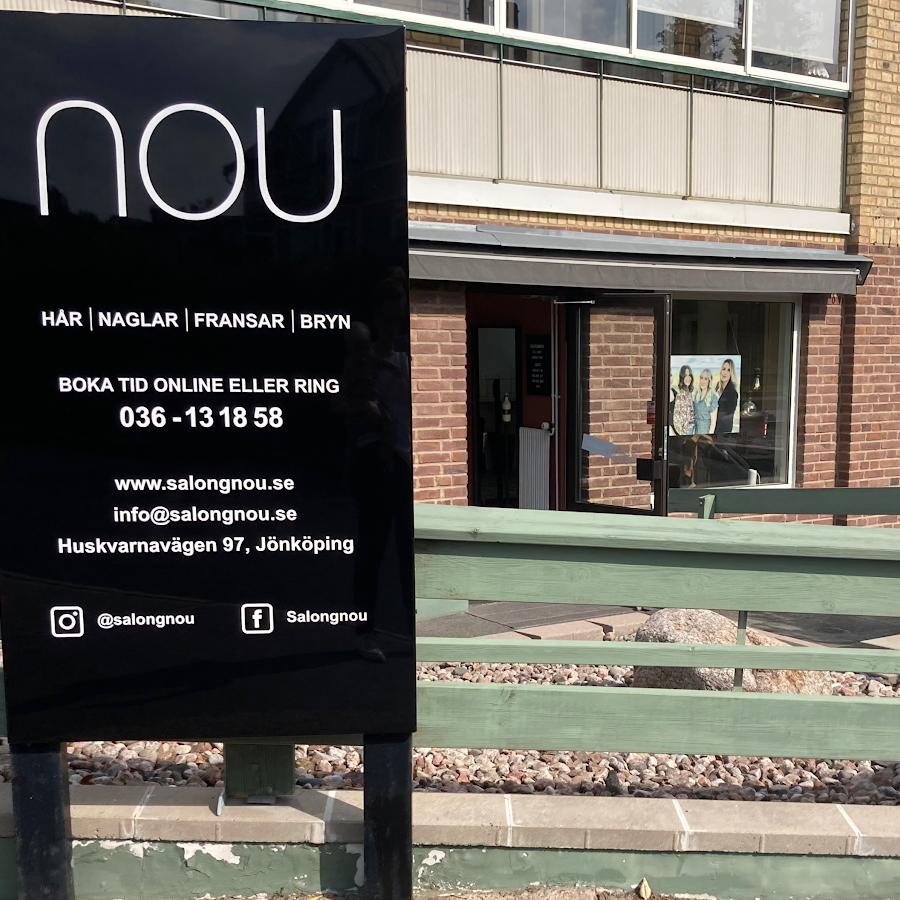 nou
HÅR | NAGLAR | FRANSAR | BRYN
BOKA TID ONLINE ELLER RING
036 - 13 18 58
www.salongnou.se
info@salongnou.se
Huskvarnavägen 97, Jönköping
@salongnou
Salongnou